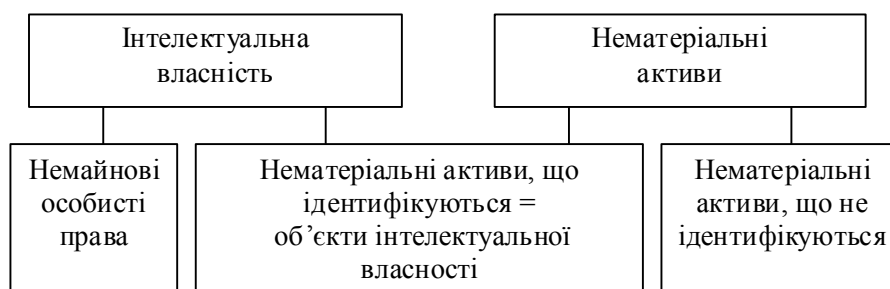 Інтелектуальна
власність
Нематеріальні
активи
Немайнові
особисті
права
Нематеріальні активи, що
ідентифікуються =
об’єкти інтелектуальної
власності
Нематеріальні
активи, що не
ідентифікуються